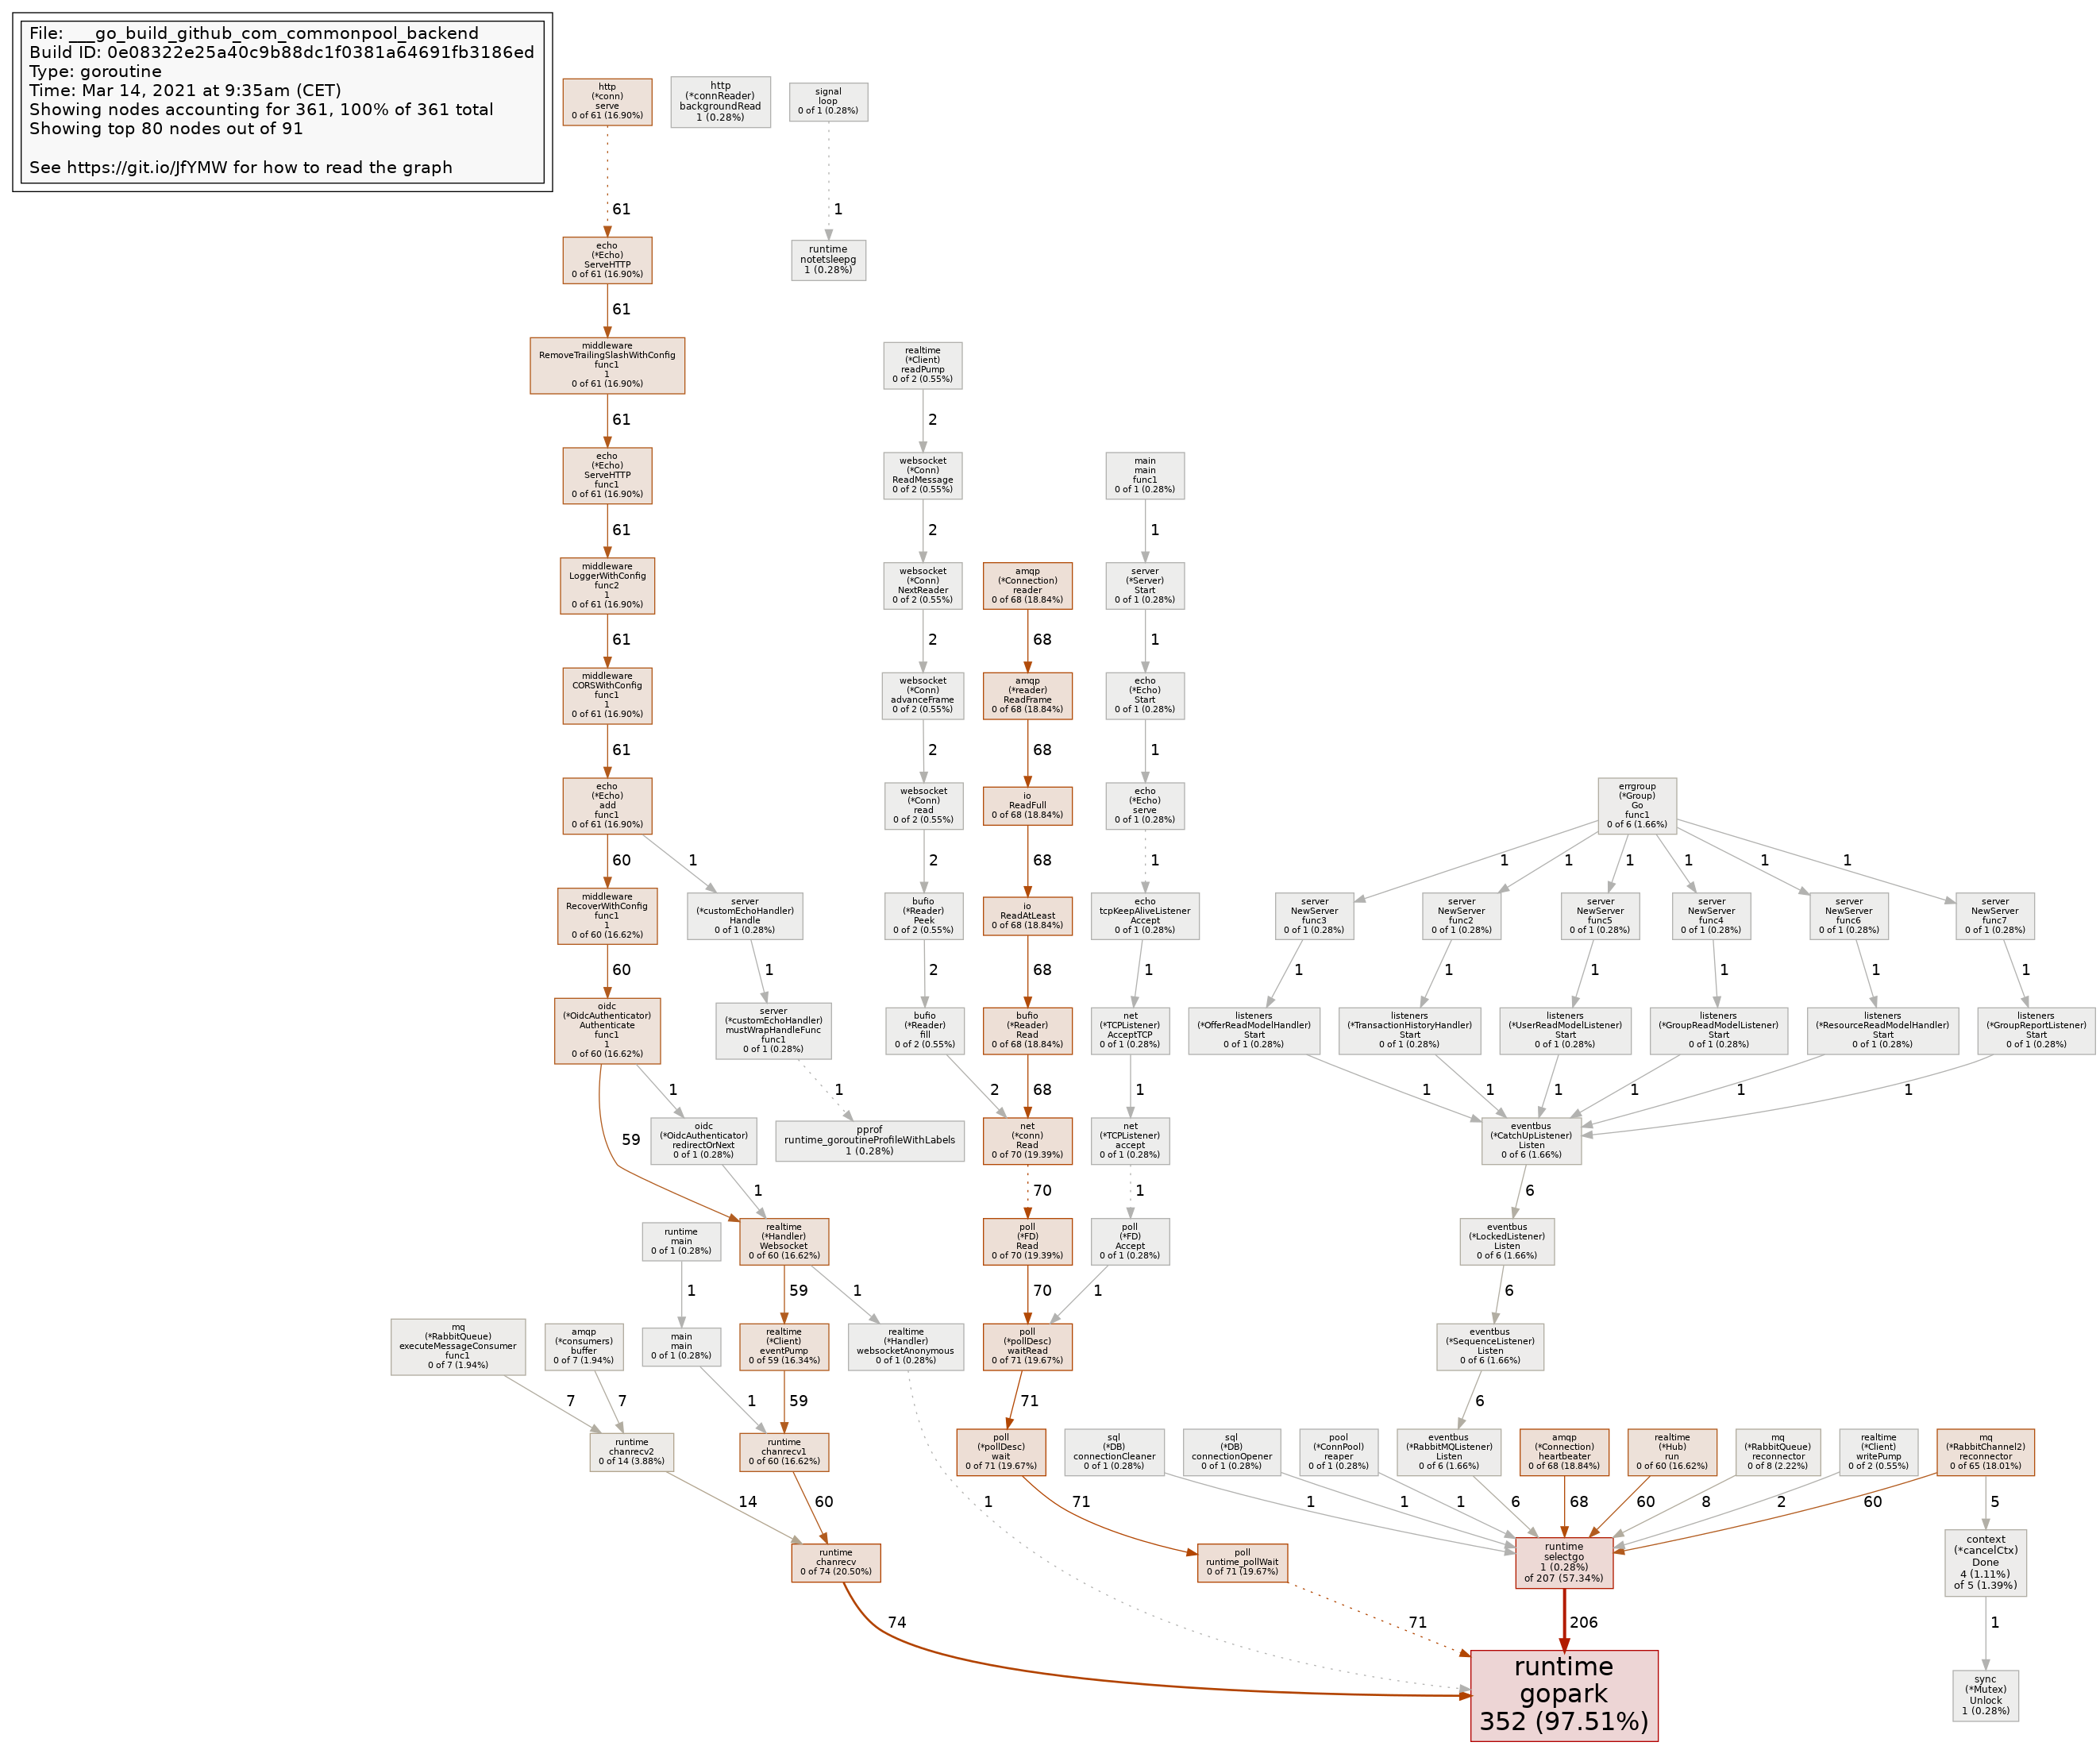 File: ___go_build_github_com_commonpool_backend
Build ID: 0e08322e25a40c9b88dc1f0381a64691fb3186ed
Type: goroutine
Time: Mar 14, 2021 at 9:35am (CET)
Showing nodes accounting for 361, 100% of 361 total
Showing top 80 nodes out of 91
See https://git.io/JfYMW for how to read the graph
http
(*conn)
serve
0 of 61 (16.90%)
http
(*connReader)
backgroundRead
1 (0.28%)
signal
loop
0 of 1 (0.28%)
61
1
echo
(*Echo)
ServeHTTP
0 of 61 (16.90%)
runtime
notetsleepg
1 (0.28%)
61
middleware
RemoveTrailingSlashWithConfig
func1
1
0 of 61 (16.90%)
realtime
(*Client)
readPump
0 of 2 (0.55%)
61
2
echo
(*Echo)
ServeHTTP
func1
0 of 61 (16.90%)
websocket
(*Conn)
ReadMessage
0 of 2 (0.55%)
main
main
func1
0 of 1 (0.28%)
61
2
1
middleware
LoggerWithConfig
func2
1
0 of 61 (16.90%)
websocket
(*Conn)
NextReader
0 of 2 (0.55%)
amqp
(*Connection)
reader
0 of 68 (18.84%)
server
(*Server)
Start
0 of 1 (0.28%)
61
2
68
1
middleware
CORSWithConfig
func1
1
0 of 61 (16.90%)
websocket
(*Conn)
advanceFrame
0 of 2 (0.55%)
amqp
(*reader)
ReadFrame
0 of 68 (18.84%)
echo
(*Echo)
Start
0 of 1 (0.28%)
61
2
68
1
echo
(*Echo)
add
func1
0 of 61 (16.90%)
websocket
(*Conn)
read
0 of 2 (0.55%)
io
ReadFull
0 of 68 (18.84%)
echo
(*Echo)
serve
0 of 1 (0.28%)
errgroup
(*Group)
Go
func1
0 of 6 (1.66%)
60
1
2
68
1
1
1
1
1
1
1
middleware
RecoverWithConfig
func1
1
0 of 60 (16.62%)
server
(*customEchoHandler)
Handle
0 of 1 (0.28%)
bufio
(*Reader)
Peek
0 of 2 (0.55%)
io
ReadAtLeast
0 of 68 (18.84%)
echo
tcpKeepAliveListener
Accept
0 of 1 (0.28%)
server
NewServer
func3
0 of 1 (0.28%)
server
NewServer
func2
0 of 1 (0.28%)
server
NewServer
func5
0 of 1 (0.28%)
server
NewServer
func4
0 of 1 (0.28%)
server
NewServer
func6
0 of 1 (0.28%)
server
NewServer
func7
0 of 1 (0.28%)
60
1
2
68
1
1
1
1
1
1
1
oidc
(*OidcAuthenticator)
Authenticate
func1
1
0 of 60 (16.62%)
server
(*customEchoHandler)
mustWrapHandleFunc
func1
0 of 1 (0.28%)
bufio
(*Reader)
fill
0 of 2 (0.55%)
bufio
(*Reader)
Read
0 of 68 (18.84%)
net
(*TCPListener)
AcceptTCP
0 of 1 (0.28%)
listeners
(*OfferReadModelHandler)
Start
0 of 1 (0.28%)
listeners
(*TransactionHistoryHandler)
Start
0 of 1 (0.28%)
listeners
(*UserReadModelListener)
Start
0 of 1 (0.28%)
listeners
(*GroupReadModelListener)
Start
0 of 1 (0.28%)
listeners
(*ResourceReadModelHandler)
Start
0 of 1 (0.28%)
listeners
(*GroupReportListener)
Start
0 of 1 (0.28%)
59
1
1
2
68
1
1
1
1
1
1
1
oidc
(*OidcAuthenticator)
redirectOrNext
0 of 1 (0.28%)
pprof
runtime_goroutineProfileWithLabels
1 (0.28%)
net
(*conn)
Read
0 of 70 (19.39%)
net
(*TCPListener)
accept
0 of 1 (0.28%)
eventbus
(*CatchUpListener)
Listen
0 of 6 (1.66%)
1
70
1
6
runtime
main
0 of 1 (0.28%)
realtime
(*Handler)
Websocket
0 of 60 (16.62%)
poll
(*FD)
Read
0 of 70 (19.39%)
poll
(*FD)
Accept
0 of 1 (0.28%)
eventbus
(*LockedListener)
Listen
0 of 6 (1.66%)
1
59
1
70
1
6
mq
(*RabbitQueue)
executeMessageConsumer
func1
0 of 7 (1.94%)
amqp
(*consumers)
buffer
0 of 7 (1.94%)
main
main
0 of 1 (0.28%)
realtime
(*Client)
eventPump
0 of 59 (16.34%)
realtime
(*Handler)
websocketAnonymous
0 of 1 (0.28%)
poll
(*pollDesc)
waitRead
0 of 71 (19.67%)
eventbus
(*SequenceListener)
Listen
0 of 6 (1.66%)
7
7
1
59
71
6
runtime
chanrecv2
0 of 14 (3.88%)
runtime
chanrecv1
0 of 60 (16.62%)
poll
(*pollDesc)
wait
0 of 71 (19.67%)
sql
(*DB)
connectionCleaner
0 of 1 (0.28%)
sql
(*DB)
connectionOpener
0 of 1 (0.28%)
pool
(*ConnPool)
reaper
0 of 1 (0.28%)
eventbus
(*RabbitMQListener)
Listen
0 of 6 (1.66%)
amqp
(*Connection)
heartbeater
0 of 68 (18.84%)
realtime
(*Hub)
run
0 of 60 (16.62%)
mq
(*RabbitQueue)
reconnector
0 of 8 (2.22%)
realtime
(*Client)
writePump
0 of 2 (0.55%)
mq
(*RabbitChannel2)
reconnector
0 of 65 (18.01%)
14
60
1
71
1
1
1
6
68
60
8
2
60
5
runtime
chanrecv
0 of 74 (20.50%)
poll
runtime_pollWait
0 of 71 (19.67%)
runtime
selectgo
1 (0.28%)
of 207 (57.34%)
context
(*cancelCtx)
Done
4 (1.11%)
of 5 (1.39%)
74
71
206
1
runtime
gopark
352 (97.51%)
sync
(*Mutex)
Unlock
1 (0.28%)